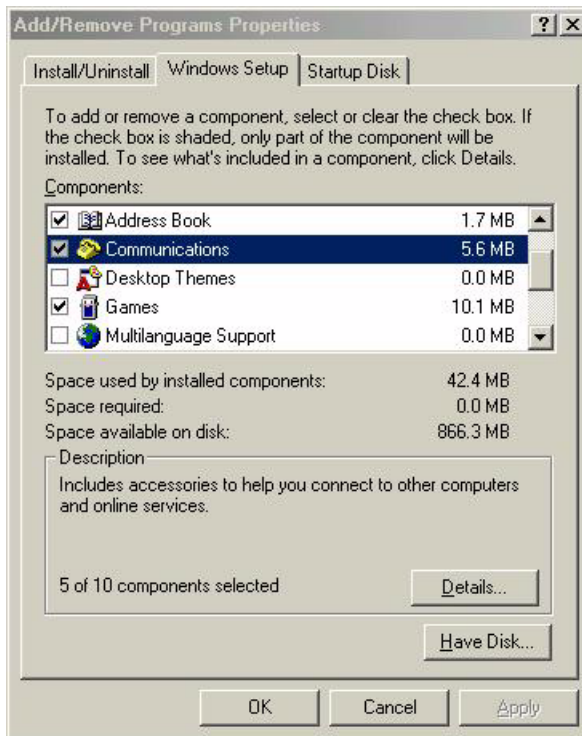 Add/Remove Programs Properties
Install/Uninstall Windows Setup Startup Disk
To add or remove a component, select or clear the check box. If
the check box is shaded, only part of the component will be
installed. To see what's included in a component, click Details.
Components:
Address Book 1.7 MB
Communications 5.6 MB
Desktop Themes 0.0 MB
Games 10.1 MB
Multilanguage Support 0.0 MB
Space used by installed components: 42.4 MB
Space required: 0.0 MB
Space available on disk: 866.3 MB
Description
Includes accessories to help you connect to other computers
and online services.
5 of 10 components selected
Details...
Have Disk...
OK Cancel Apply